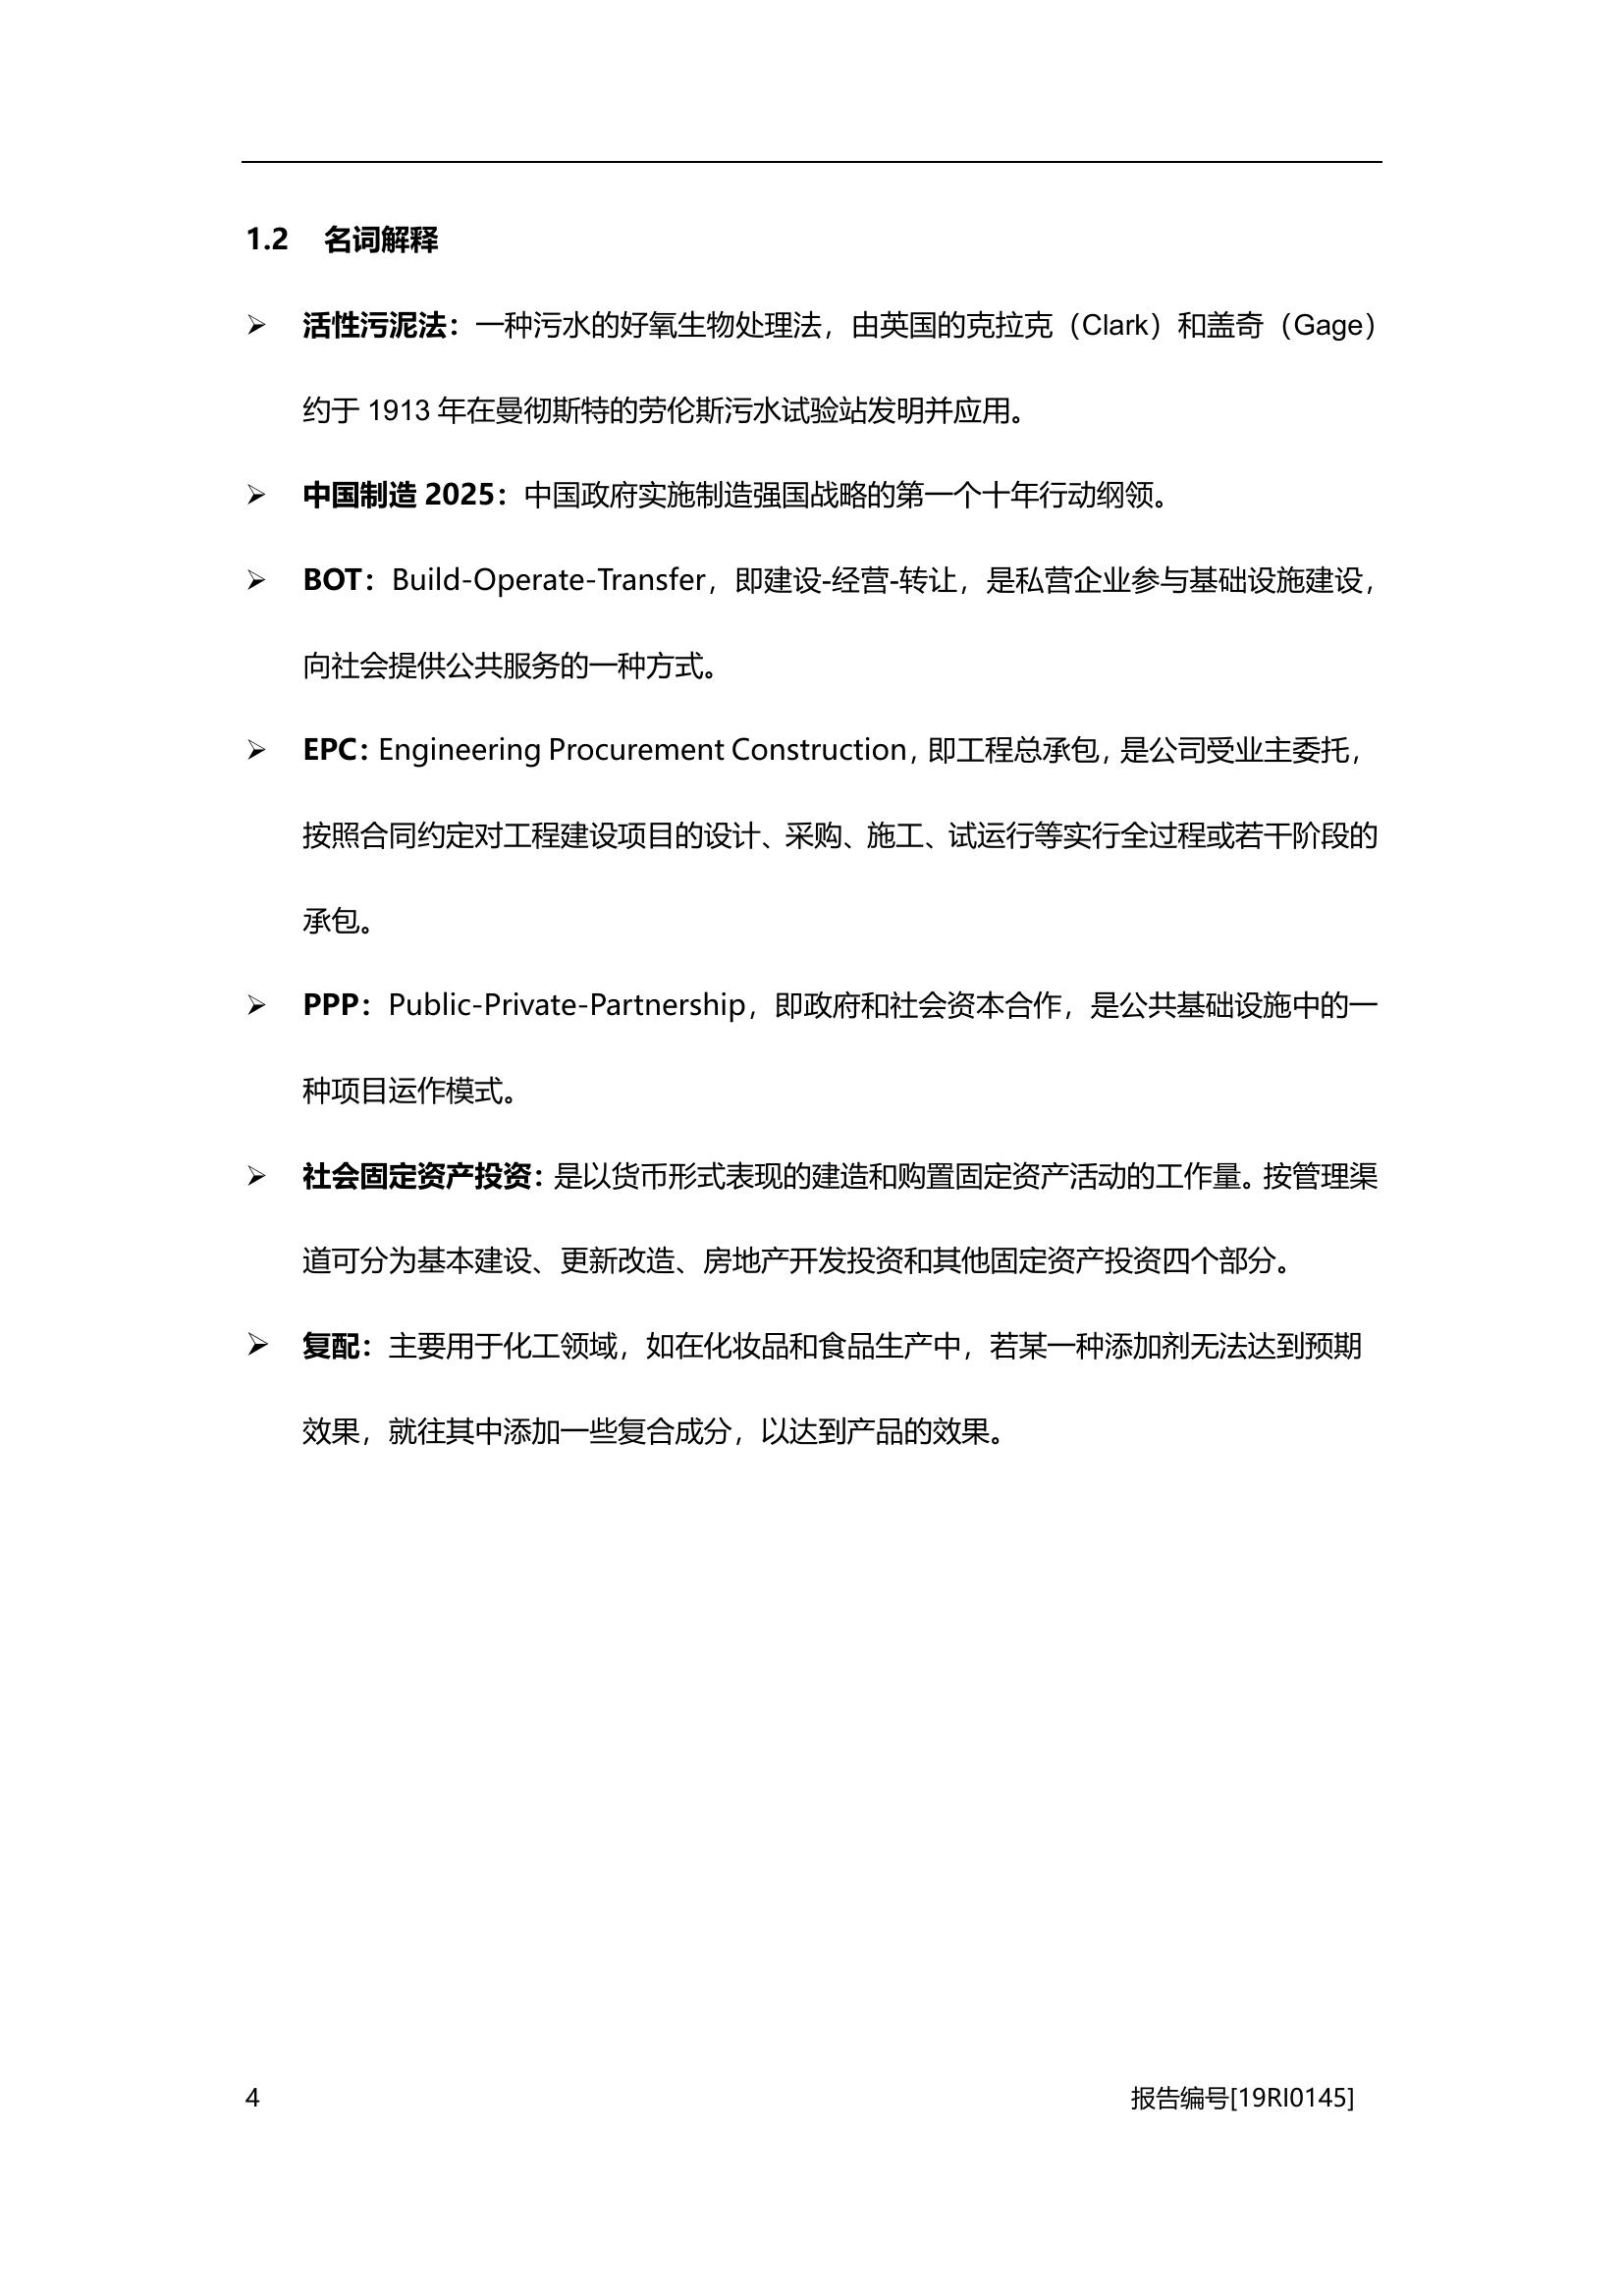 1.2 名词解释
➢ 活性污泥法：一种污水的好氧生物处理法，由英国的克拉克（Clark）和盖奇（Gage）
约于 1913 年在曼彻斯特的劳伦斯污水试验站发明并应用。
➢ 中国制造 2025：中国政府实施制造强国战略的第一个十年行动纲领。
➢ BOT：Build-Operate-Transfer，即建设-经营-转让，是私营企业参与基础设施建设，
向社会提供公共服务的一种方式。
➢ EPC：Engineering Procurement Construction，即工程总承包，是公司受业主委托，
按照合同约定对工程建设项目的设计、采购、施工、试运行等实行全过程或若干阶段的
承包。
➢ PPP：Public-Private-Partnership，即政府和社会资本合作，是公共基础设施中的一
种项目运作模式。
➢ 社会固定资产投资：是以货币形式表现的建造和购置固定资产活动的工作量。按管理渠
道可分为基本建设、更新改造、房地产开发投资和其他固定资产投资四个部分。
➢ 复配：主要用于化工领域，如在化妆品和食品生产中，若某一种添加剂无法达到预期
效果，就往其中添加一些复合成分，以达到产品的效果。
4 报告编号[19RI0145]